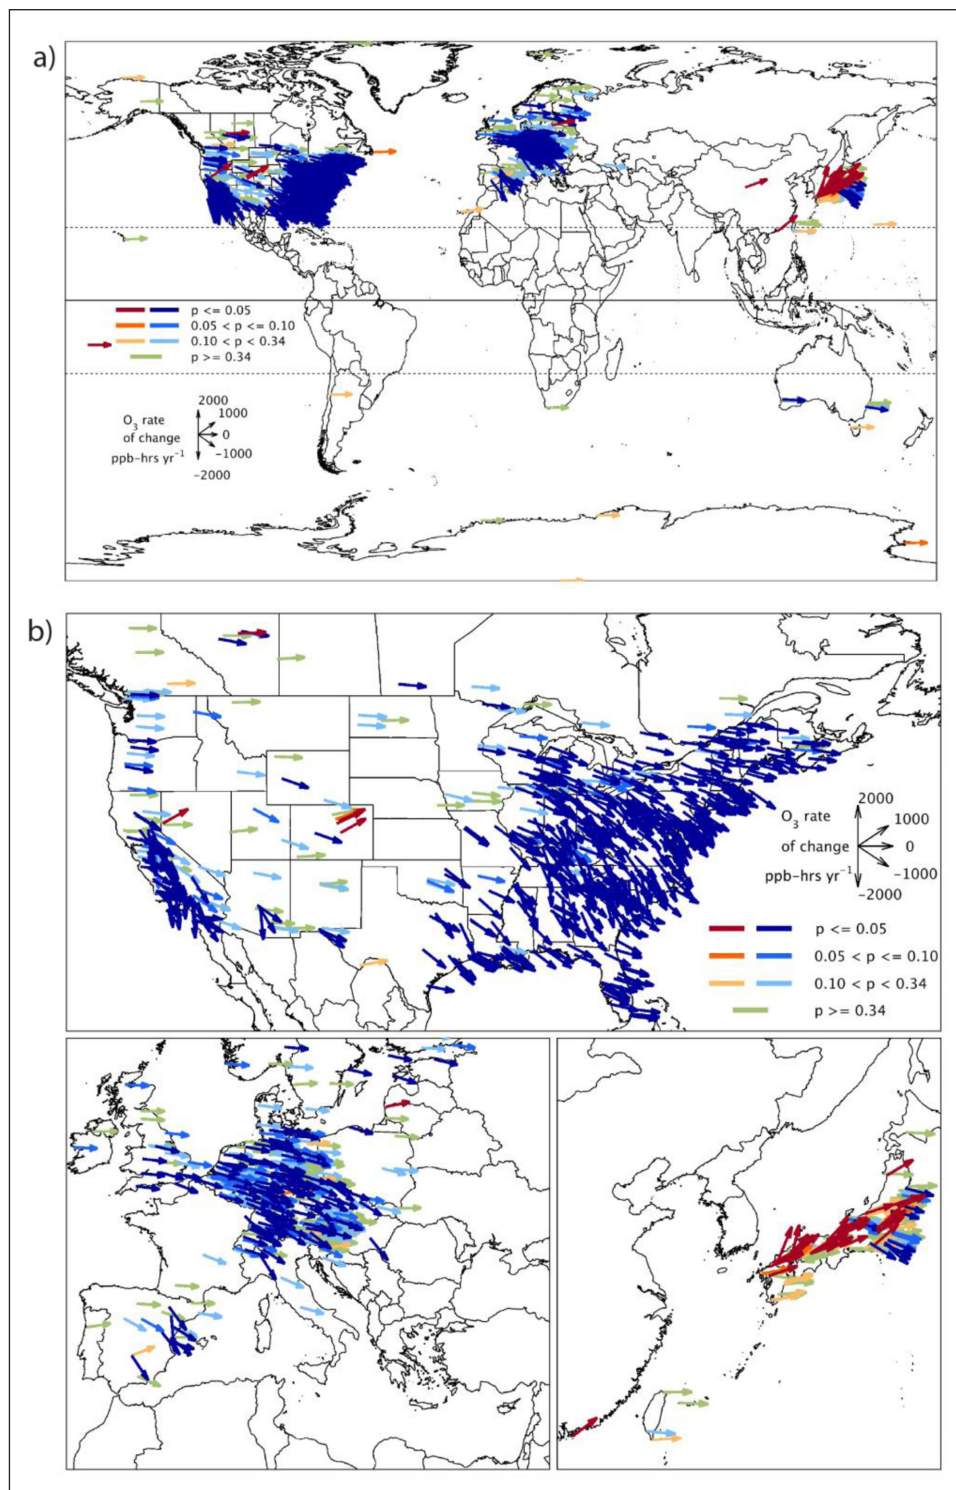 a)
p <= 0.05
0.05 < p <= 0.10
0.10 < p < 0.34
p >= 0.34
2000
O3 rate 1000
of change 0
ppb-hrs yr−1 −1000
−2000
b)
2000
O3 rate 1000
of change 0
ppb-hrs yr−1 −1000
−2000
p <= 0.05
0.05 < p <= 0.10
0.10 < p < 0.34
p >= 0.34